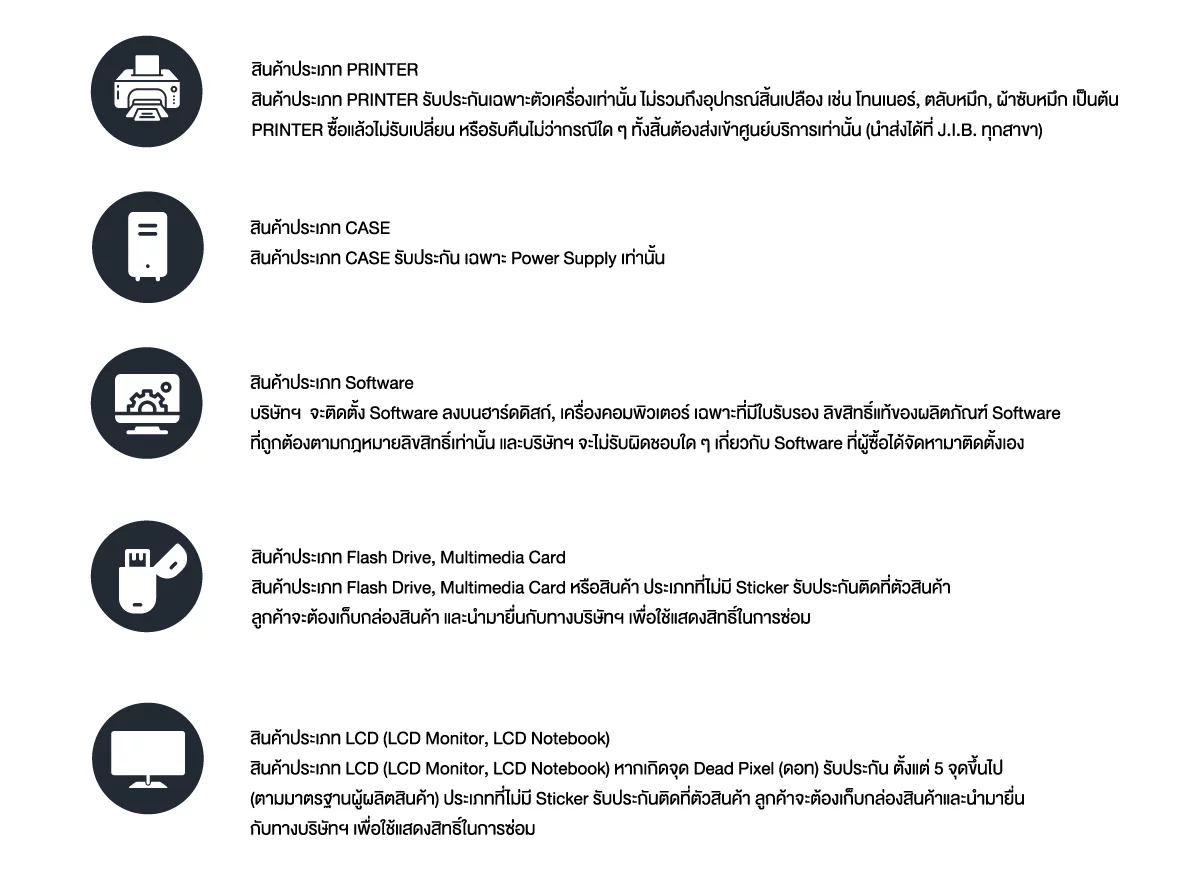 สินค้าประเภท PRINTER
สินค้าประเภท PRINTER รับประกันเฉพาะตัวเครื่องเท่านั้น ไม่รวมถึงอุปกรณ์สิ้นเปลือง เช่น โทนเนอร์, ตลับหมึก, ผ้าซับหมึก เป็นต้น
PRINTER ซื้อแล้วไม่รับเปลี่ยน หรือรับคืนไม่ว่ากรณีใด ๆ ทั้งสิ้นต้องส่งเข้าศูนย์บริการเท่านั้น (นำส่งได้ที่ J.I.B. ทุกสาขา)
สินค้าประเภท CASE
สินค้าประเภท CASE รับประกัน เฉพาะ Power Supply เท่านั้น
สินค้าประเภท Software
บริษัทฯ จะติดตั้ง Software ลงบนฮาร์ดดิสก์, เครื่องคอมพิวเตอร์ เฉพาะที่มีใบรับรอง ลิขสิทธิ์แท้ของผลิตภัณฑ์ Software
ที่ถูกต้องตามกฎหมายลิขสิทธิ์เท่านั้น และบริษัทฯ จะไม่รับผิดชอบใด ๆ เกี่ยวกับ Software ที่ผู้ซื้อได้จัดหามาติดตั้งเอง
สินค้าประเภท Flash Drive, Multimedia Card
สินค้าประเภท Flash Drive, Multimedia Card หรือสินค้า ประเภทที่ไม่มี Sticker รับประกันติดที่ตัวสินค้า
ลูกค้าจะต้องเก็บกล่องสินค้า และนำมายื่นกับทางบริษัทฯ เพื่อใช้แสดงสิทธิ์ในการซ่อม
สินค้าประเภท LCD (LCD Monitor, LCD Notebook)
สินค้าประเภท LCD (LCD Monitor, LCD Notebook) หากเกิดจุด Dead Pixel (ดอท) รับประกัน ตั้งแต่ 5 จุดขึ้นไป
(ตามมาตรฐานผู้ผลิตสินค้า) ประเภทที่ไม่มี Sticker รับประกันติดที่ตัวสินค้า ลูกค้าจะต้องเก็บกล่องสินค้าและนำมายื่น
กับทางบริษัทฯ เพื่อใช้แสดงสิทธิ์ในการซ่อม